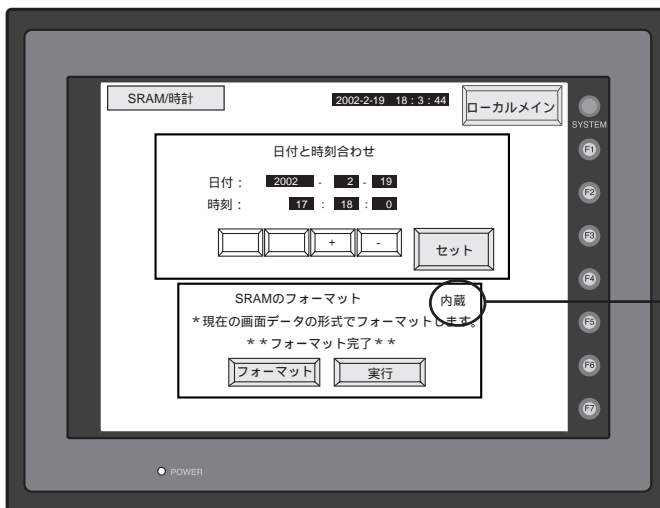 SRAM/時計
2002-2-19 18 : 3 : 44
ローカルメイン
SYSTEM
日付と時刻合わせ
日付 : 2002 - 2 - 19
時刻 : 17 : 18 : 0
+ -
セット
SRAMのフォーマット 内蔵
*現在の画面データの形式でフォーマットします。
**フォーマット完了**
フォーマット 実行
F1
F2
F3
F4
F5
F6
F7
POWER